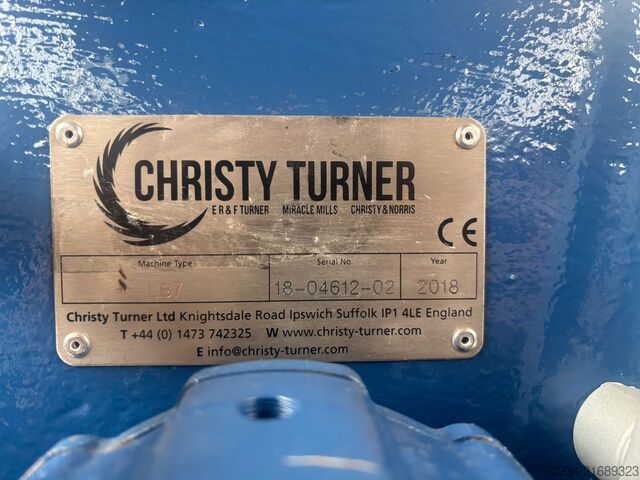 CHRISTY TURNER
E R & F TURNER MIRACLE MILLS CHRISTY & NORRIS
CE
Machine Type Serial No. Year
LB7 18-04612-02 2018
Christy Turner Ltd Knightsdale Road Ipswich Suffolk IP1 4LE England
T +44 (0) 1473 742325 W www.christy-turner.com
E info@christy-turner.com